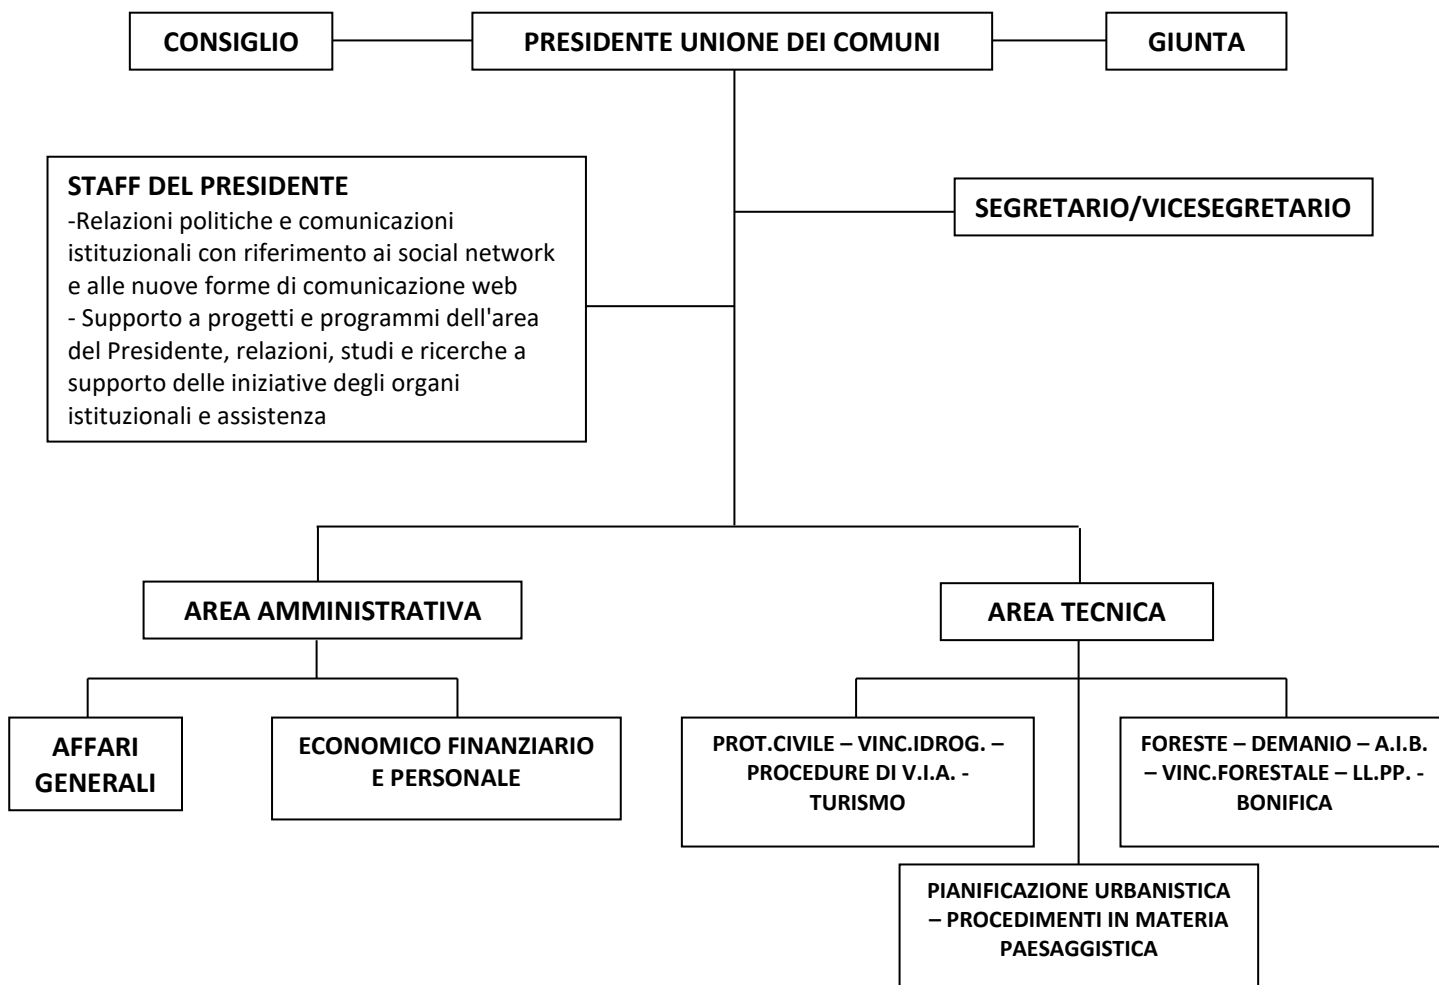 CONSIGLIO
PRESIDENTE UNIONE DEI COMUNI
GIUNTA
STAFF DEL PRESIDENTE
-Relazioni politiche e comunicazioni
istituzionali con riferimento ai social network
e alle nuove forme di comunicazione web
- Supporto a progetti e programmi dell'area
del Presidente, relazioni, studi e ricerche a
supporto delle iniziative degli organi
istituzionali e assistenza
SEGRETARIO/VICESEGRETARIO
AREA AMMINISTRATIVA
AREA TECNICA
AFFARI
GENERALI
ECONOMICO FINANZIARIO
E PERSONALE
PROT.CIVILE – VINC.IDROG. –
PROCEDURE DI V.I.A. -
TURISMO
FORESTE – DEMANIO – A.I.B.
– VINC.FORESTALE – LL.PP. -
BONIFICA
PIANIFICAZIONE URBANISTICA
– PROCEDIMENTI IN MATERIA
PAESAGGISTICA